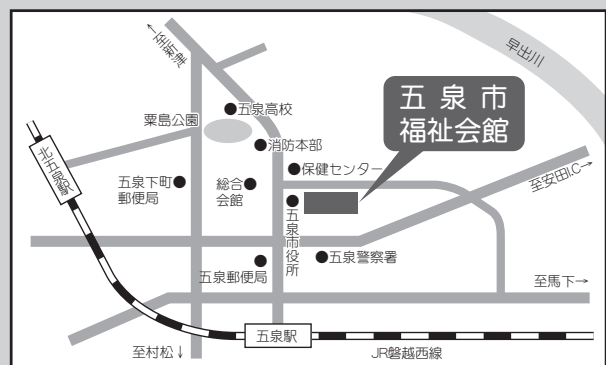 ←至新津
早出川
五泉市
福祉会館
五泉高校
粟島公園
消防本部
保健センター
北五泉駅
五泉下町
郵便局
総合
会館
至安田I.C→
五泉市役所
五泉警察署
五泉郵便局
至馬下→
五泉駅
至村松↓
JR磐越西線